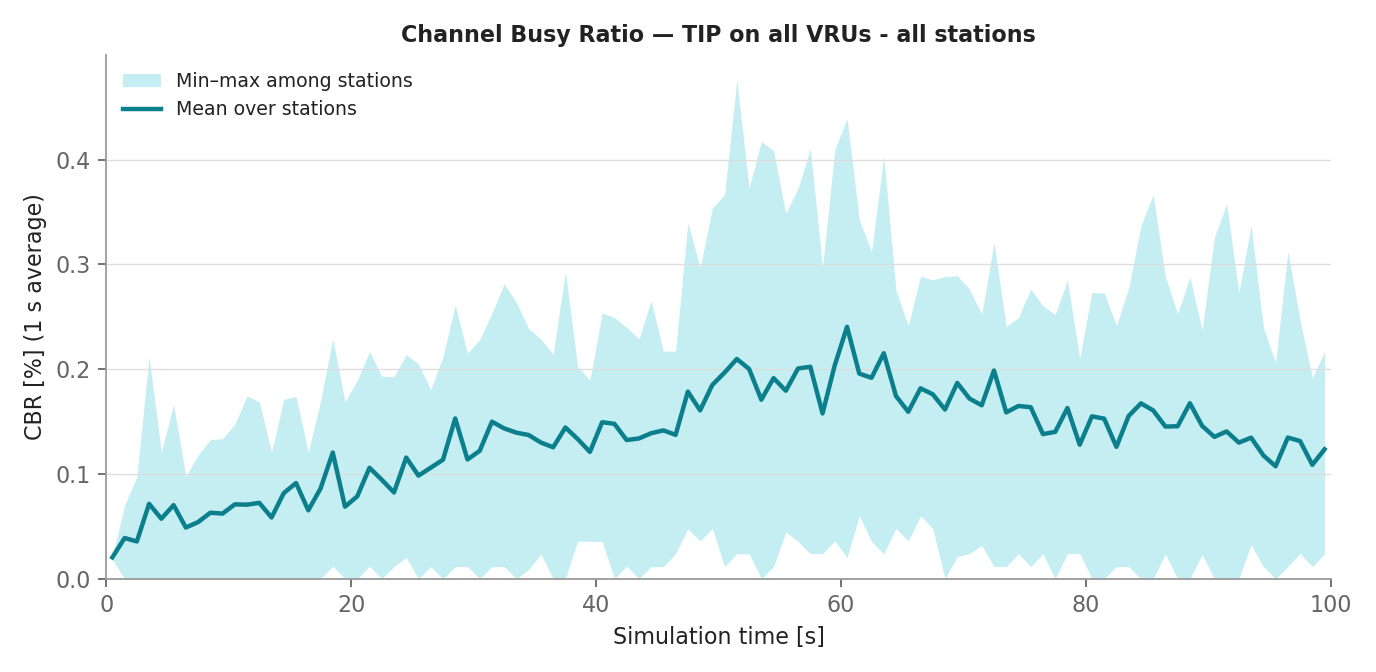 Channel Busy Ratio — TIP on all VRUs - all stations
Min–max among stations
Mean over stations
CBR [%] (1 s average)
0.4
0.3
0.2
0.1
0.0
0 20 40 60 80 100
Simulation time [s]